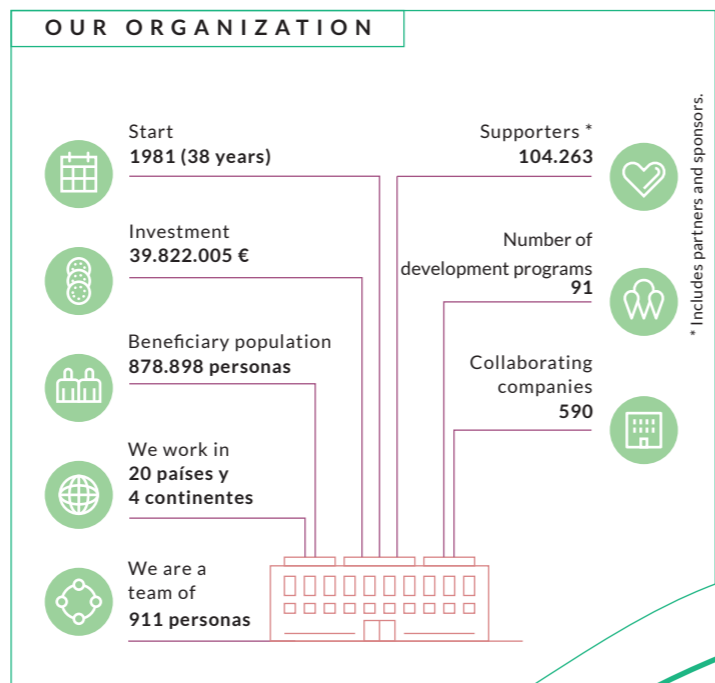 OUR ORGANIZATION
Start
1981 (38 years)
Investment
39.822.005 €
Beneficiary population
878.898 personas
We work in
20 países y
4 continentes
We are a
team of
911 personas
Supporters *
104.263
Number of
development programs
91
Collaborating
companies
590
* Includes partners and sponsors.